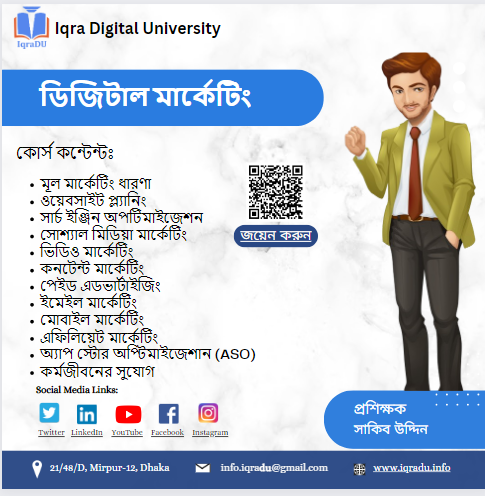 IqraDU
Iqra Digital University
ডিজিটাল মার্কেটিং
কোর্স কন্টেন্টঃ
মূল মার্কেটিং ধারণা
ওয়েবসাইট প্ল্যানিং
সার্চ ইঞ্জিন অপটিমাইজেশন
সোশ্যাল মিডিয়া মার্কেটিং
ভিডিও মার্কেটিং
কনটেন্ট মার্কেটিং
পেইড এডভার্টাইজিং
ইমেইল মার্কেটিং
মোবাইল মার্কেটিং
এফিলিয়েট মার্কেটিং
অ্যাপ স্টোর অপ্টিমাইজেশান (ASO)
কর্মজীবনের সুযোগ
জয়েন করুন
Social Media Links:
Twitter LinkedIn YouTube Facebook Instagram
প্রশিক্ষক
সাকিব উদ্দিন
21/48/D, Mirpur-12, Dhaka info.iqradu@gmail.com www.iqradu.info